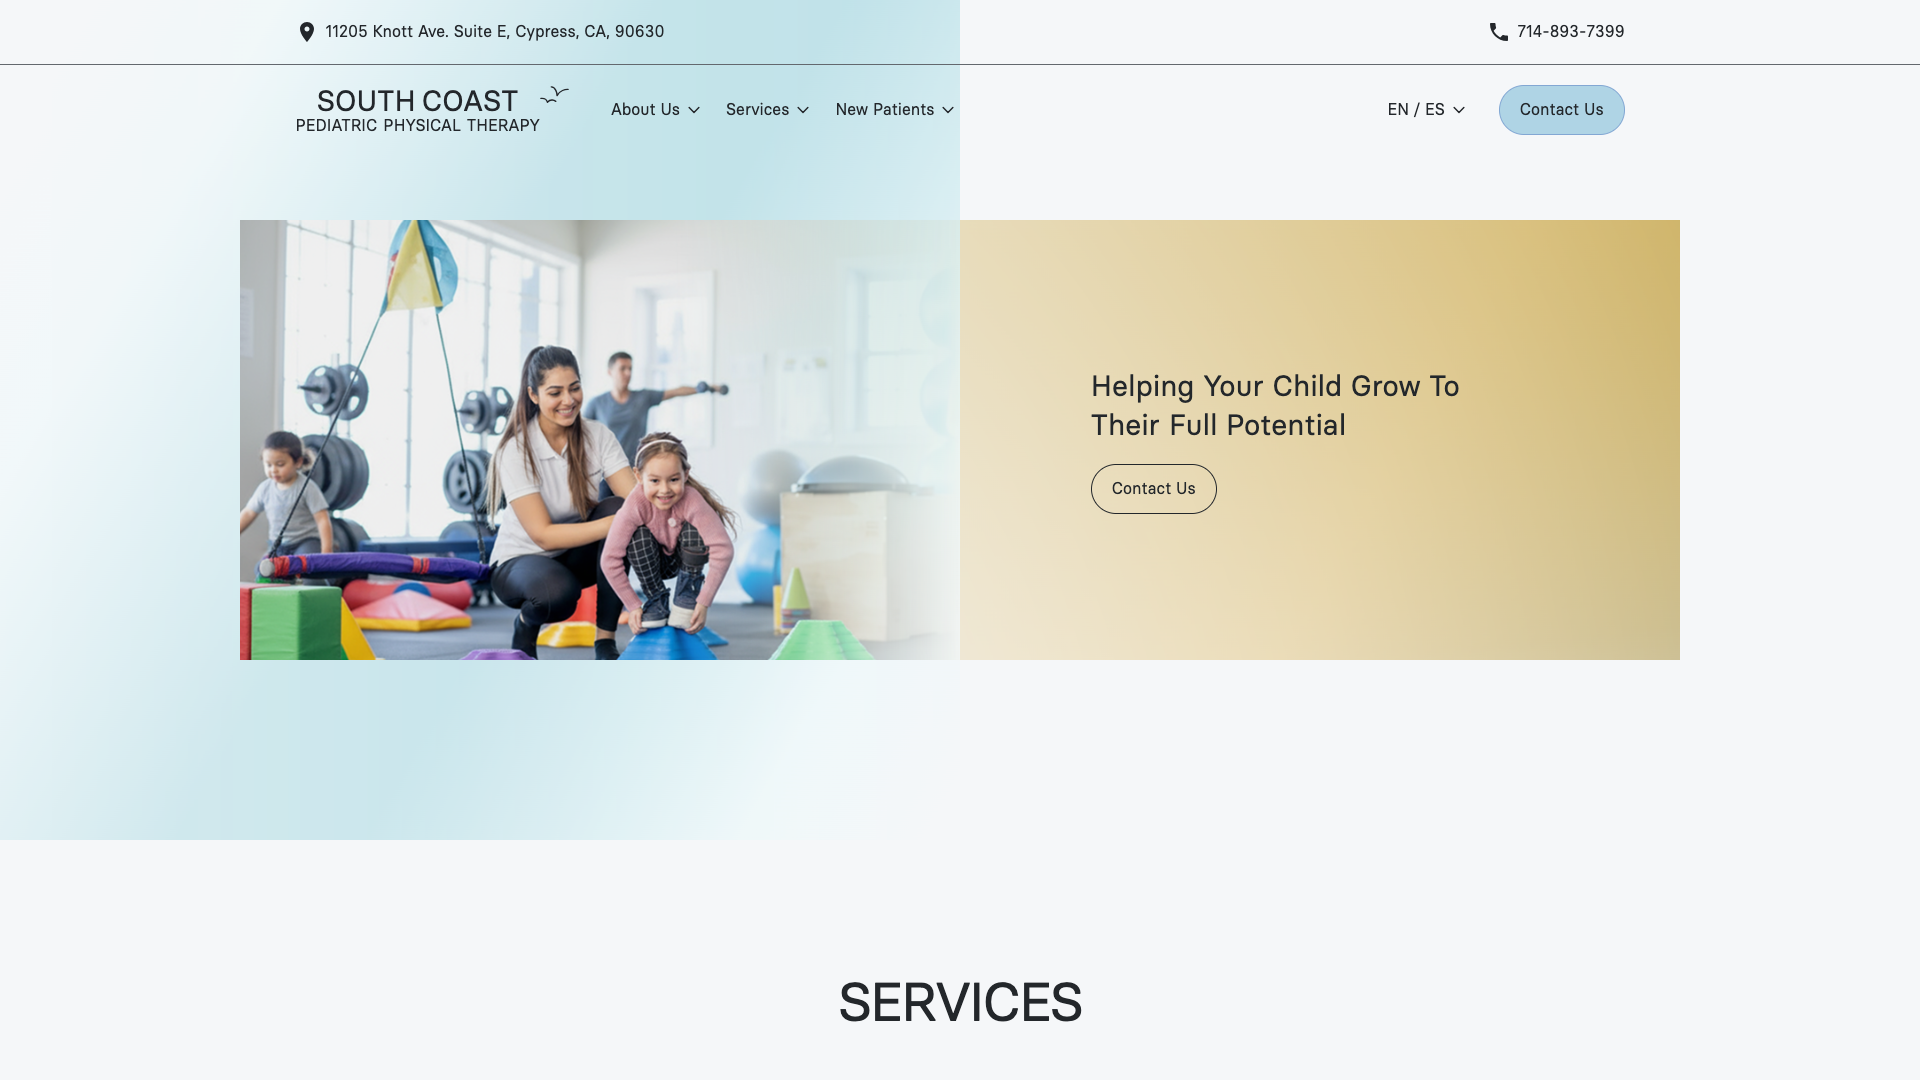 11205 Knott Ave. Suite E, Cypress, CA, 90630
714-893-7399
SOUTH COAST
PEDIATRIC PHYSICAL THERAPY
About Us
Services
New Patients
EN / ES
Contact Us
Helping Your Child Grow To
Their Full Potential
Contact Us
SERVICES